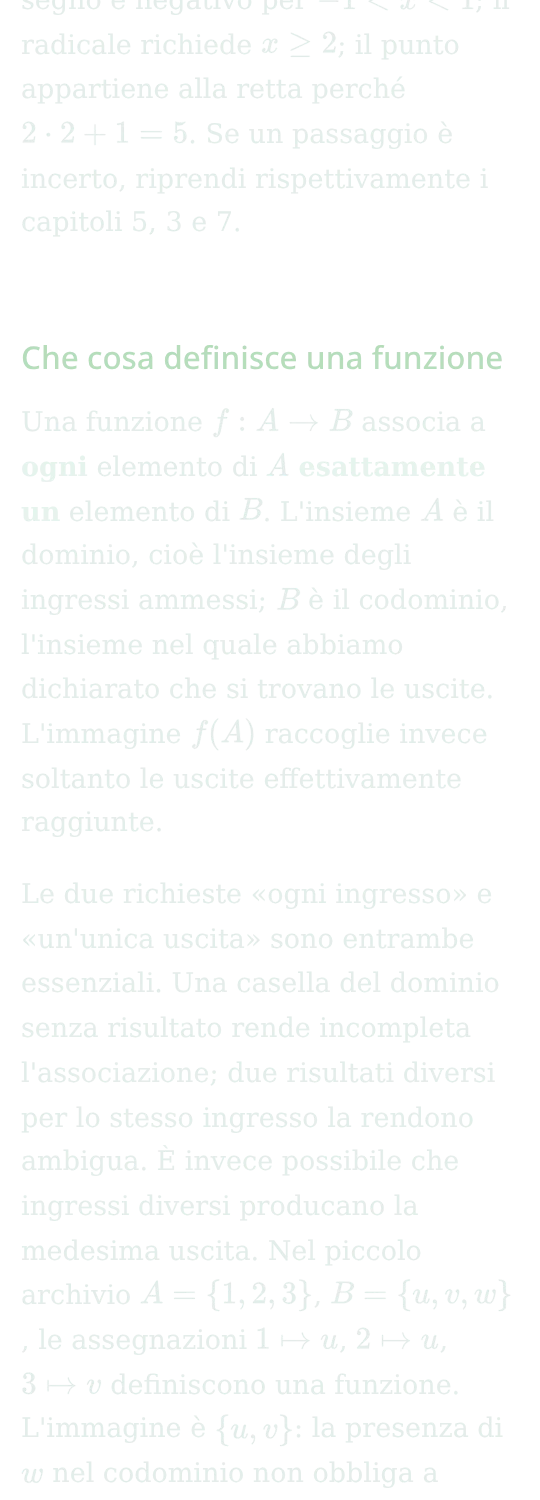 segno è negativo per −1 < x < 1; il
radicale richiede x ≥ 2; il punto
appartiene alla retta perché
2 · 2 + 1 = 5. Se un passaggio è
incerto, riprendi rispettivamente i
capitoli 5, 3 e 7.
Che cosa definisce una funzione
Una funzione f : A → B associa a
ogni elemento di A esattamente
un elemento di B. L'insieme A è il
dominio, cioè l'insieme degli
ingressi ammessi; B è il codominio,
l'insieme nel quale abbiamo
dichiarato che si trovano le uscite.
L'immagine f(A) raccoglie invece
soltanto le uscite effettivamente
raggiunte.
Le due richieste «ogni ingresso» e
«un'unica uscita» sono entrambe
essenziali. Una casella del dominio
senza risultato rende incompleta
l'associazione; due risultati diversi
per lo stesso ingresso la rendono
ambigua. È invece possibile che
ingressi diversi producano la
medesima uscita. Nel piccolo
archivio A = {1, 2, 3}, B = {u, v, w}
, le assegnazioni 1 ↦ u, 2 ↦ u,
3 ↦ v definiscono una funzione.
L'immagine è {u, v}: la presenza di
w nel codominio non obbliga a